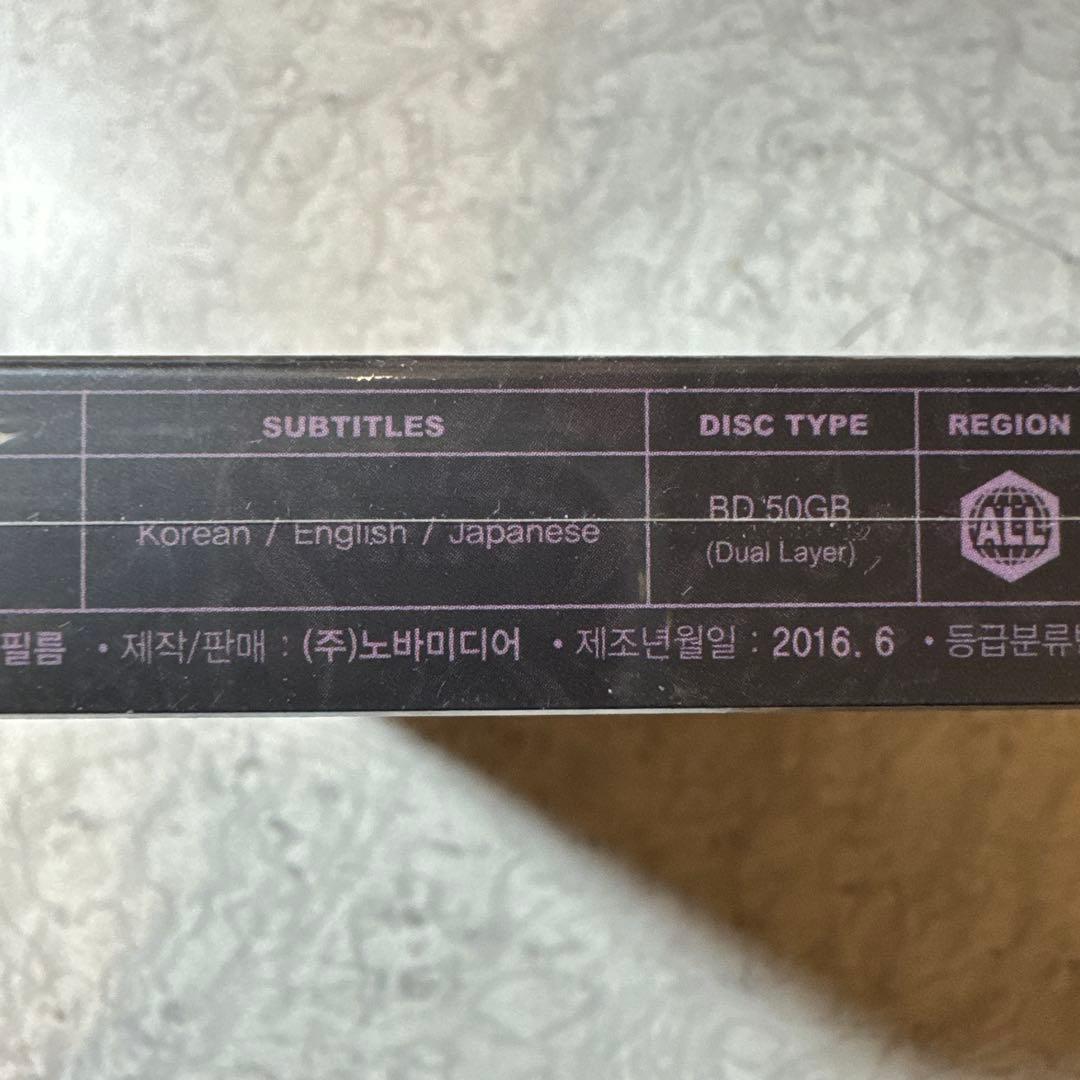 SUBTITLES DISC TYPE REGION
Korean / English / Japanese BD 50GB ALL
(Dual Layer)
필름 • 제작/판매 : (주)노바미디어 • 제조년월일 : 2016. 6 • 등급분류